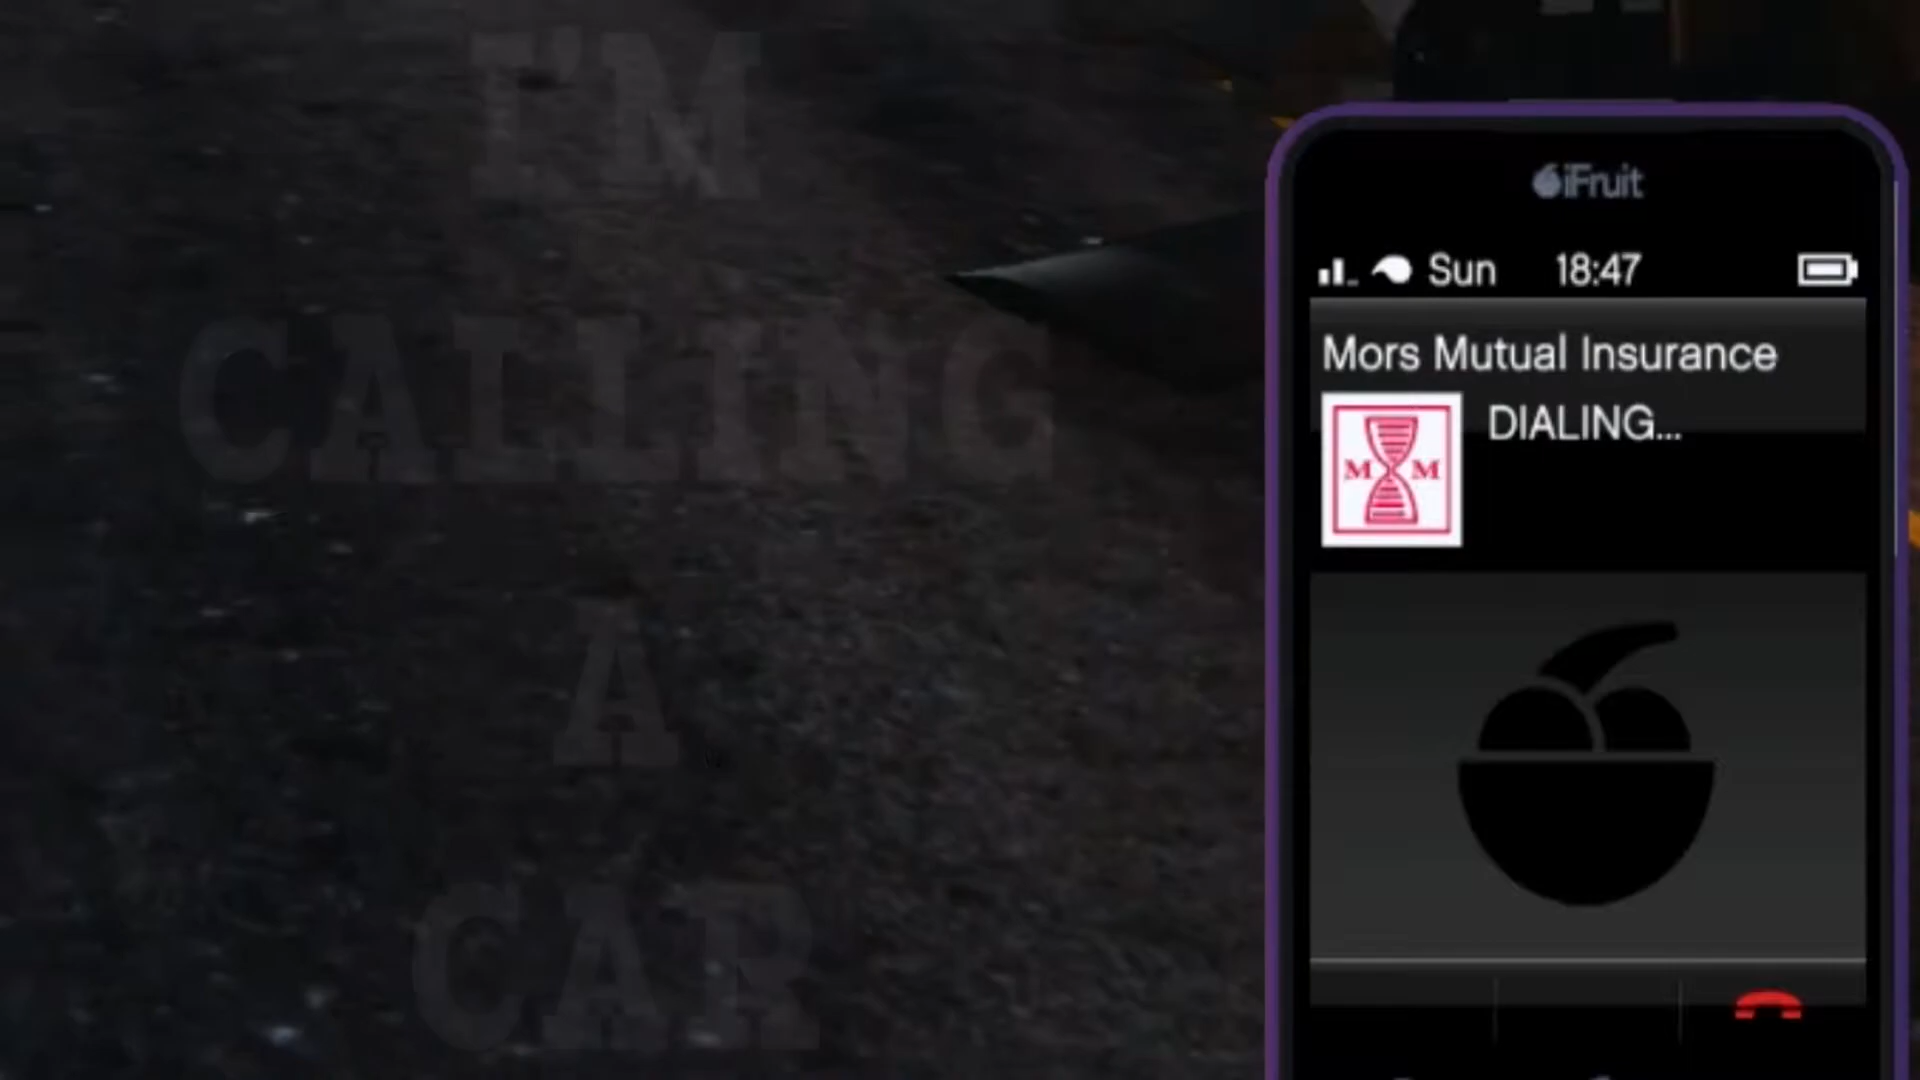 I'M
CALLING
A
CAR
iFruit
Sun 18:47
Mors Mutual Insurance
DIALING...
M M